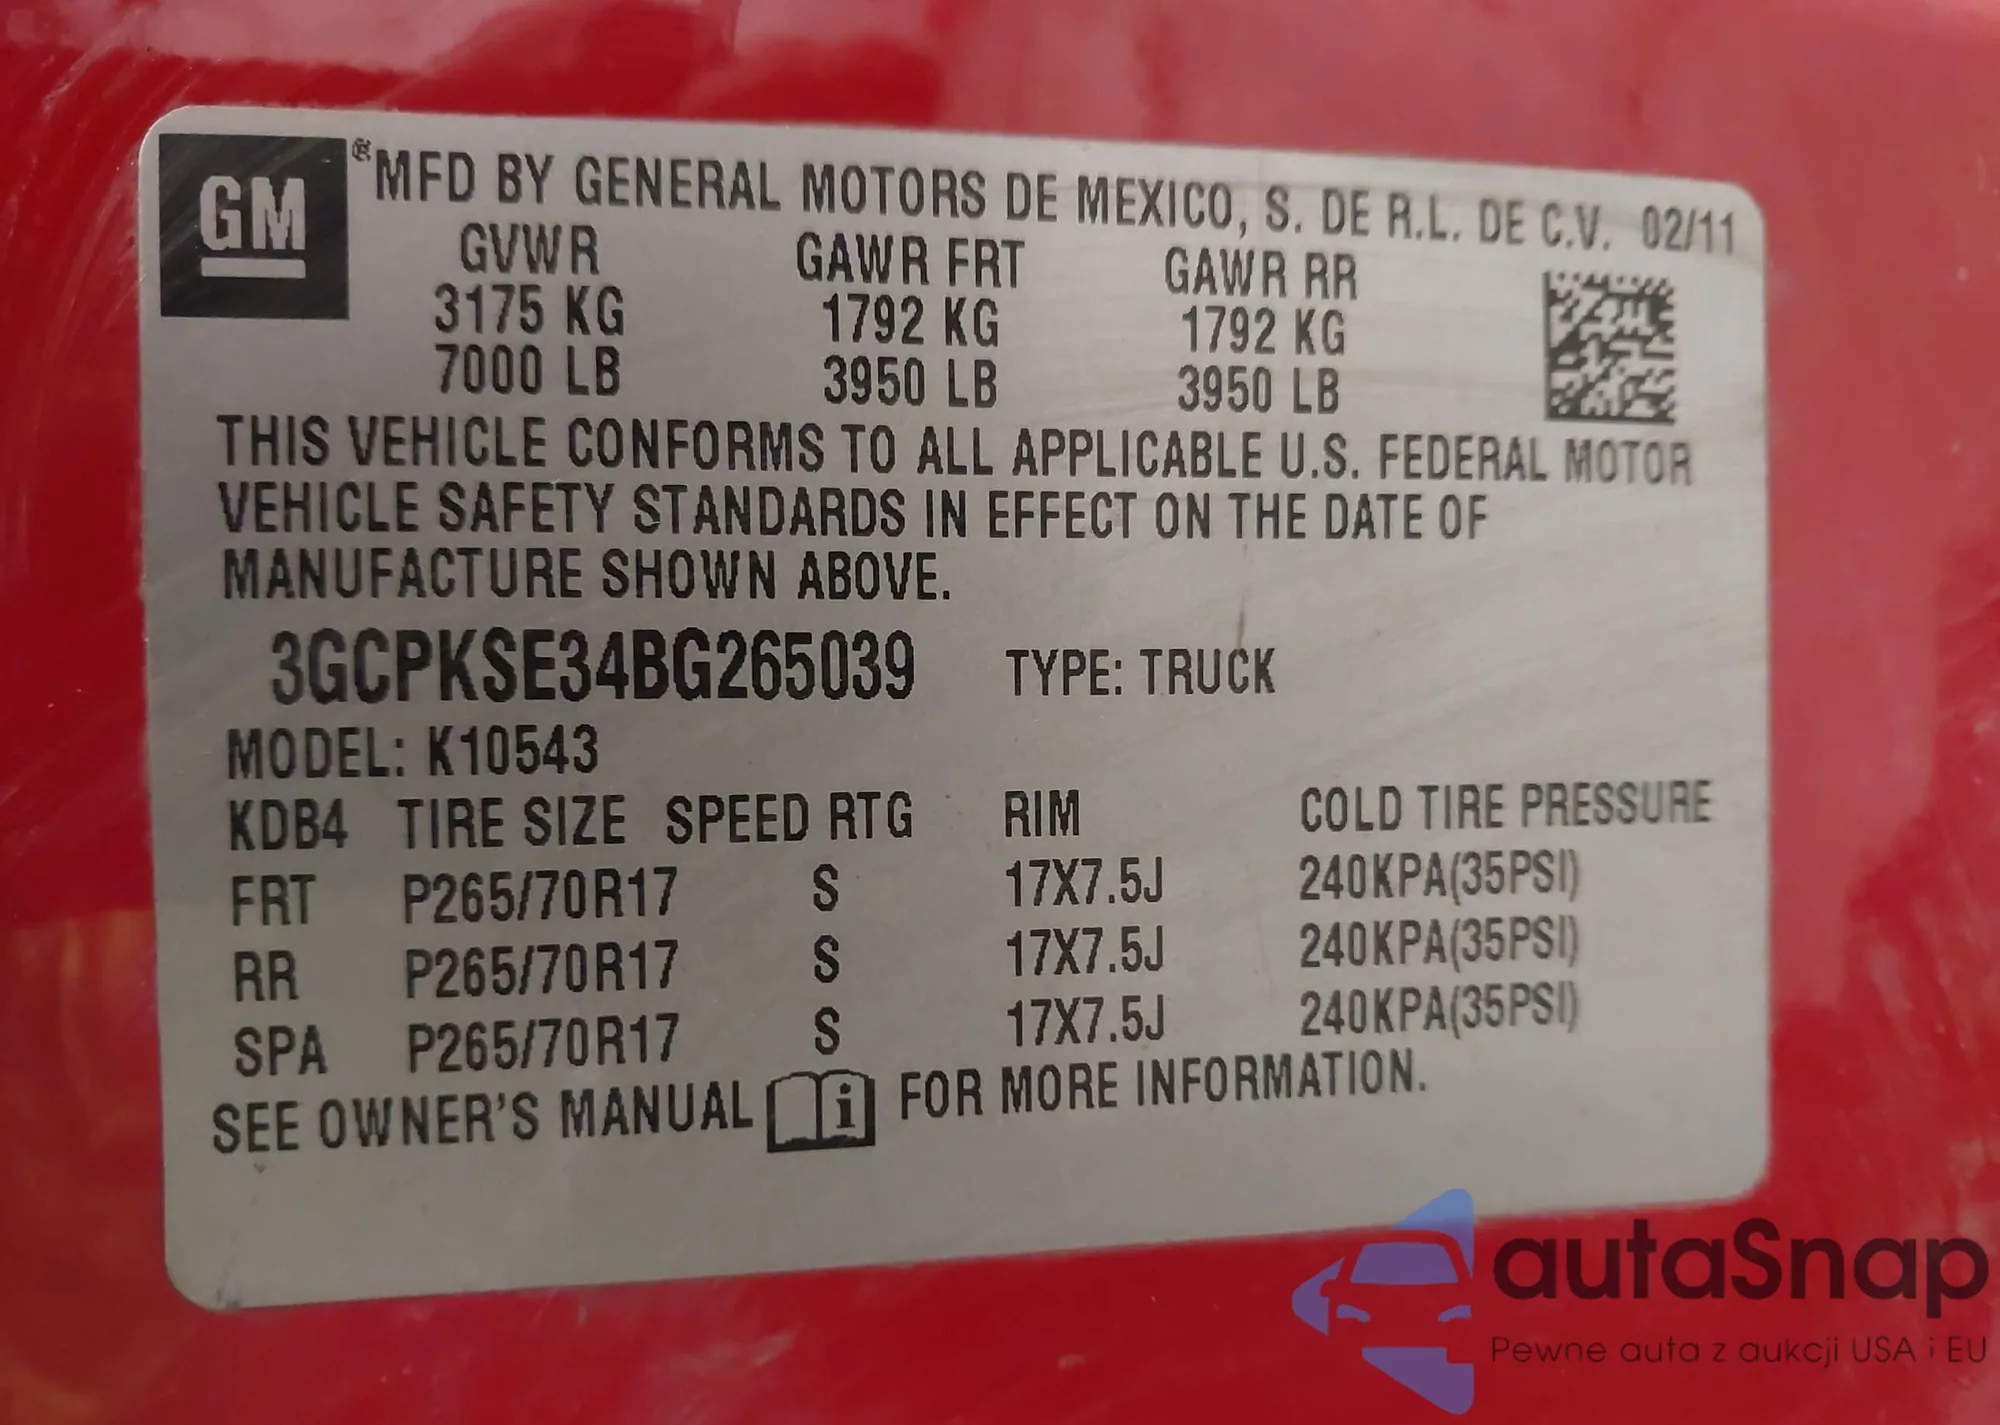 GM ® MFD BY GENERAL MOTORS DE MEXICO, S. DE R.L. DE C.V. 02/11
GVWR GAWR FRT GAWR RR
3175 KG 1792 KG 1792 KG
7000 LB 3950 LB 3950 LB
THIS VEHICLE CONFORMS TO ALL APPLICABLE U.S. FEDERAL MOTOR
VEHICLE SAFETY STANDARDS IN EFFECT ON THE DATE OF
MANUFACTURE SHOWN ABOVE.
3GCPKSE34BG265039 TYPE: TRUCK
MODEL: K10543
KDB4 TIRE SIZE SPEED RTG RIM COLD TIRE PRESSURE
FRT P265/70R17 S 17X7.5J 240KPA(35PSI)
RR P265/70R17 S 17X7.5J 240KPA(35PSI)
SPA P265/70R17 S 17X7.5J 240KPA(35PSI)
SEE OWNER'S MANUAL i FOR MORE INFORMATION.
autaSnap
Pewne auta z aukcji USA i EU